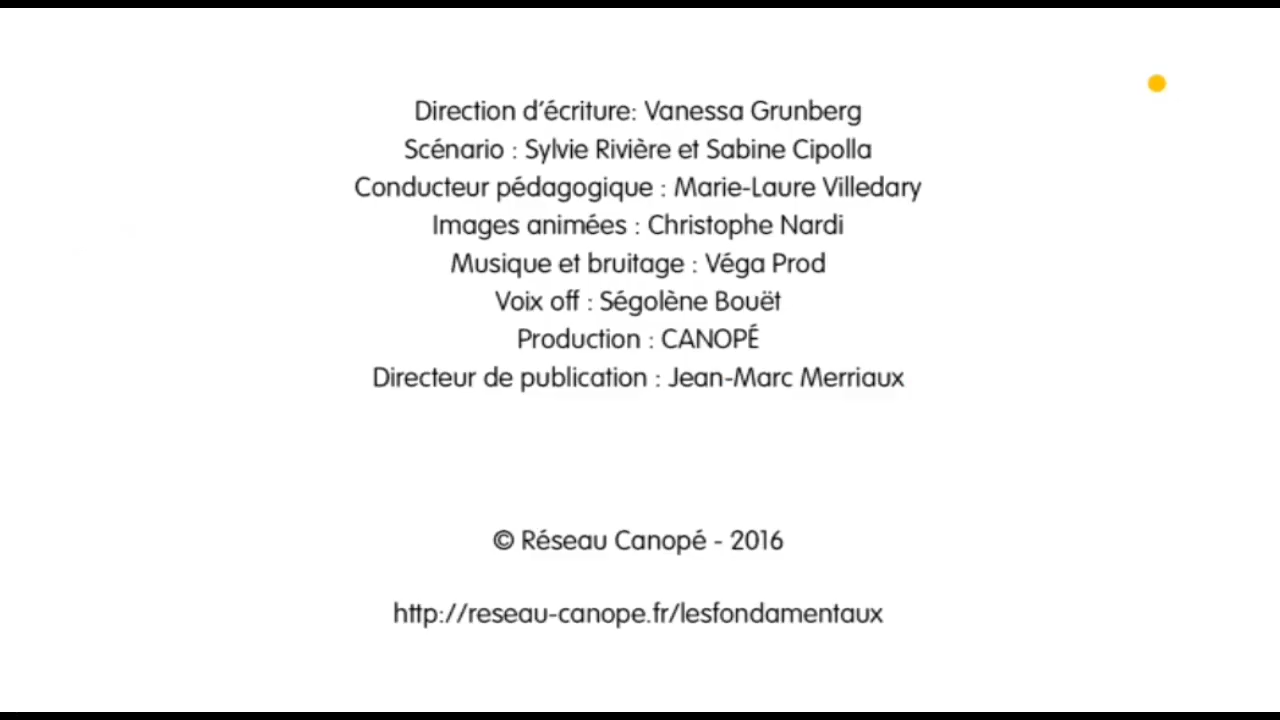 Direction d'écriture: Vanessa Grunberg
Scénario : Sylvie Rivière et Sabine Cipolla
Conducteur pédagogique : Marie-Laure Villedary
Images animées : Christophe Nardi
Musique et bruitage : Véga Prod
Voix off : Ségolène Bouët
Production : CANOPÉ
Directeur de publication : Jean-Marc Merriaux
© Réseau Canopé - 2016
http://reseau-canope.fr/lesfondamentaux